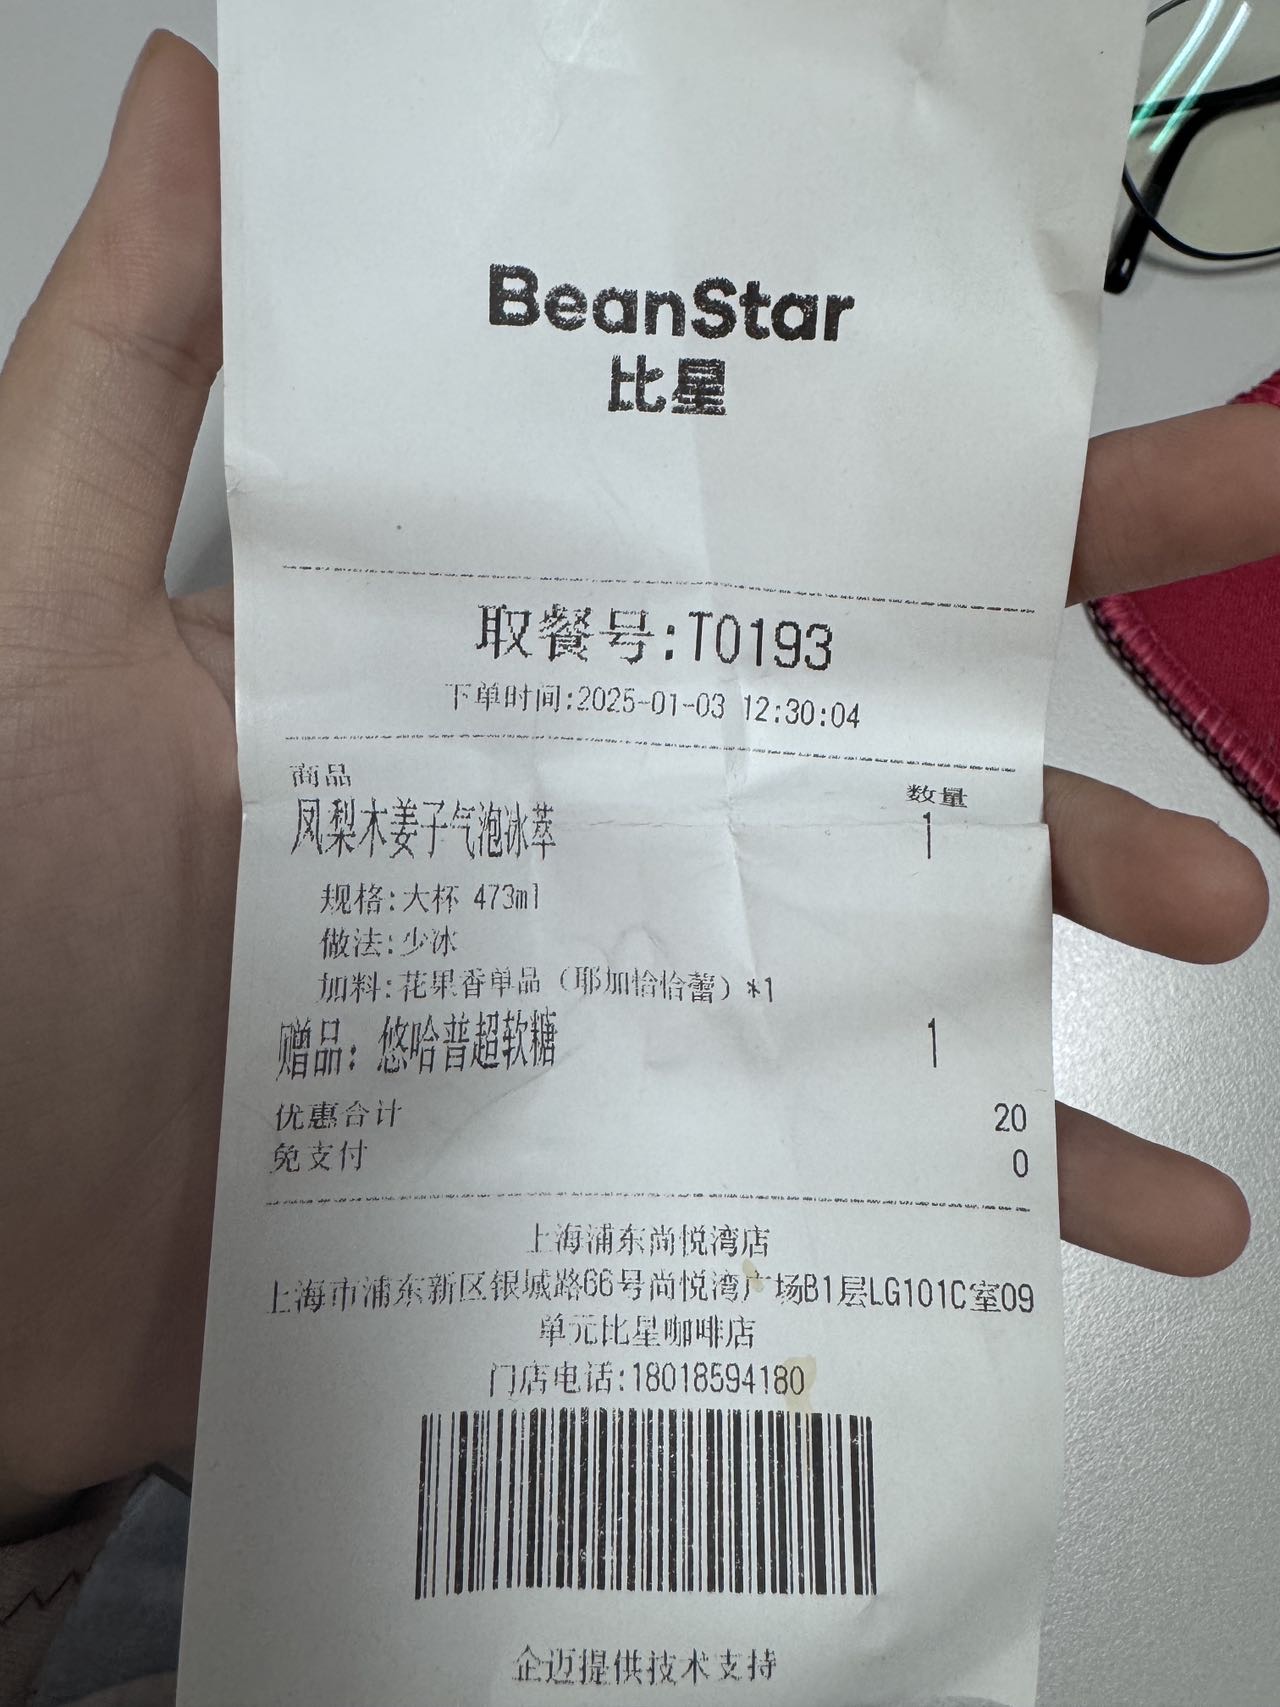 BeanStar
比星
取餐号:T0193
下单时间:2025-01-03 12:30:04
商品 数量
凤梨木姜子气泡冰萃 1
规格:大杯 473ml
做法:少冰
加料:花果香单品（耶加恰恰蕾）*1
赠品：悠哈普超软糖 1
优惠合计 20
免支付 0
上海浦东尚悦湾店
上海市浦东新区银城路66号尚悦湾广场B1层LG101C室09
单元比星咖啡店
门店电话:18018594180
企迈提供技术支持